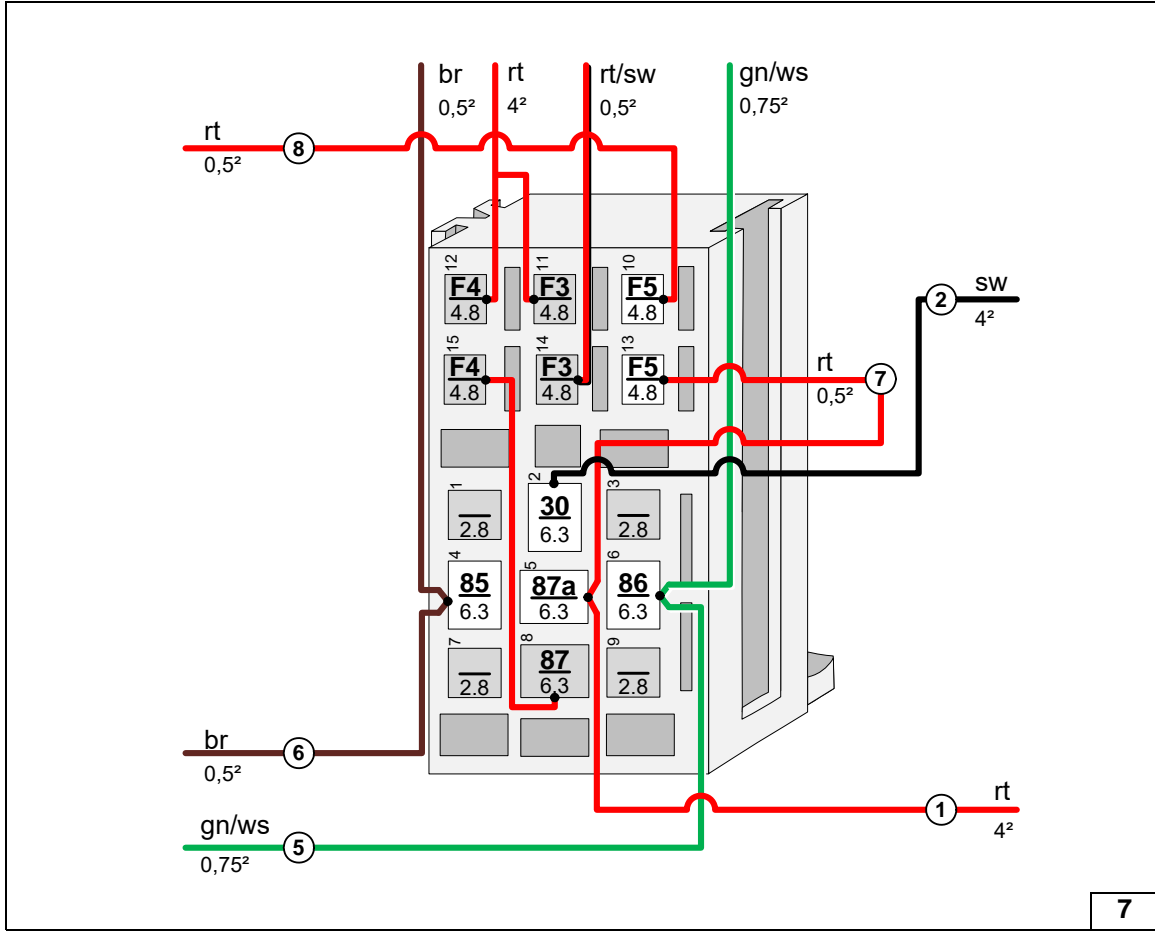 br rt rt/sw gn/ws
0,5² 4² 0,5² 0,75²
rt
8
0,5²
12 11 10
F4 F3 F5
4.8 4.8 4.8
2 sw
4²
15 14 13
F4 F3 F5
4.8 4.8 4.8
rt
7
0,5²
1 2 3
30
2.8 6.3 2.8
4 5 6
85 87a 86
6.3 6.3 6.3
7 8 9
87
2.8 6.3 2.8
br
6
0,5²
rt
1
4²
gn/ws
5
0,75²
7